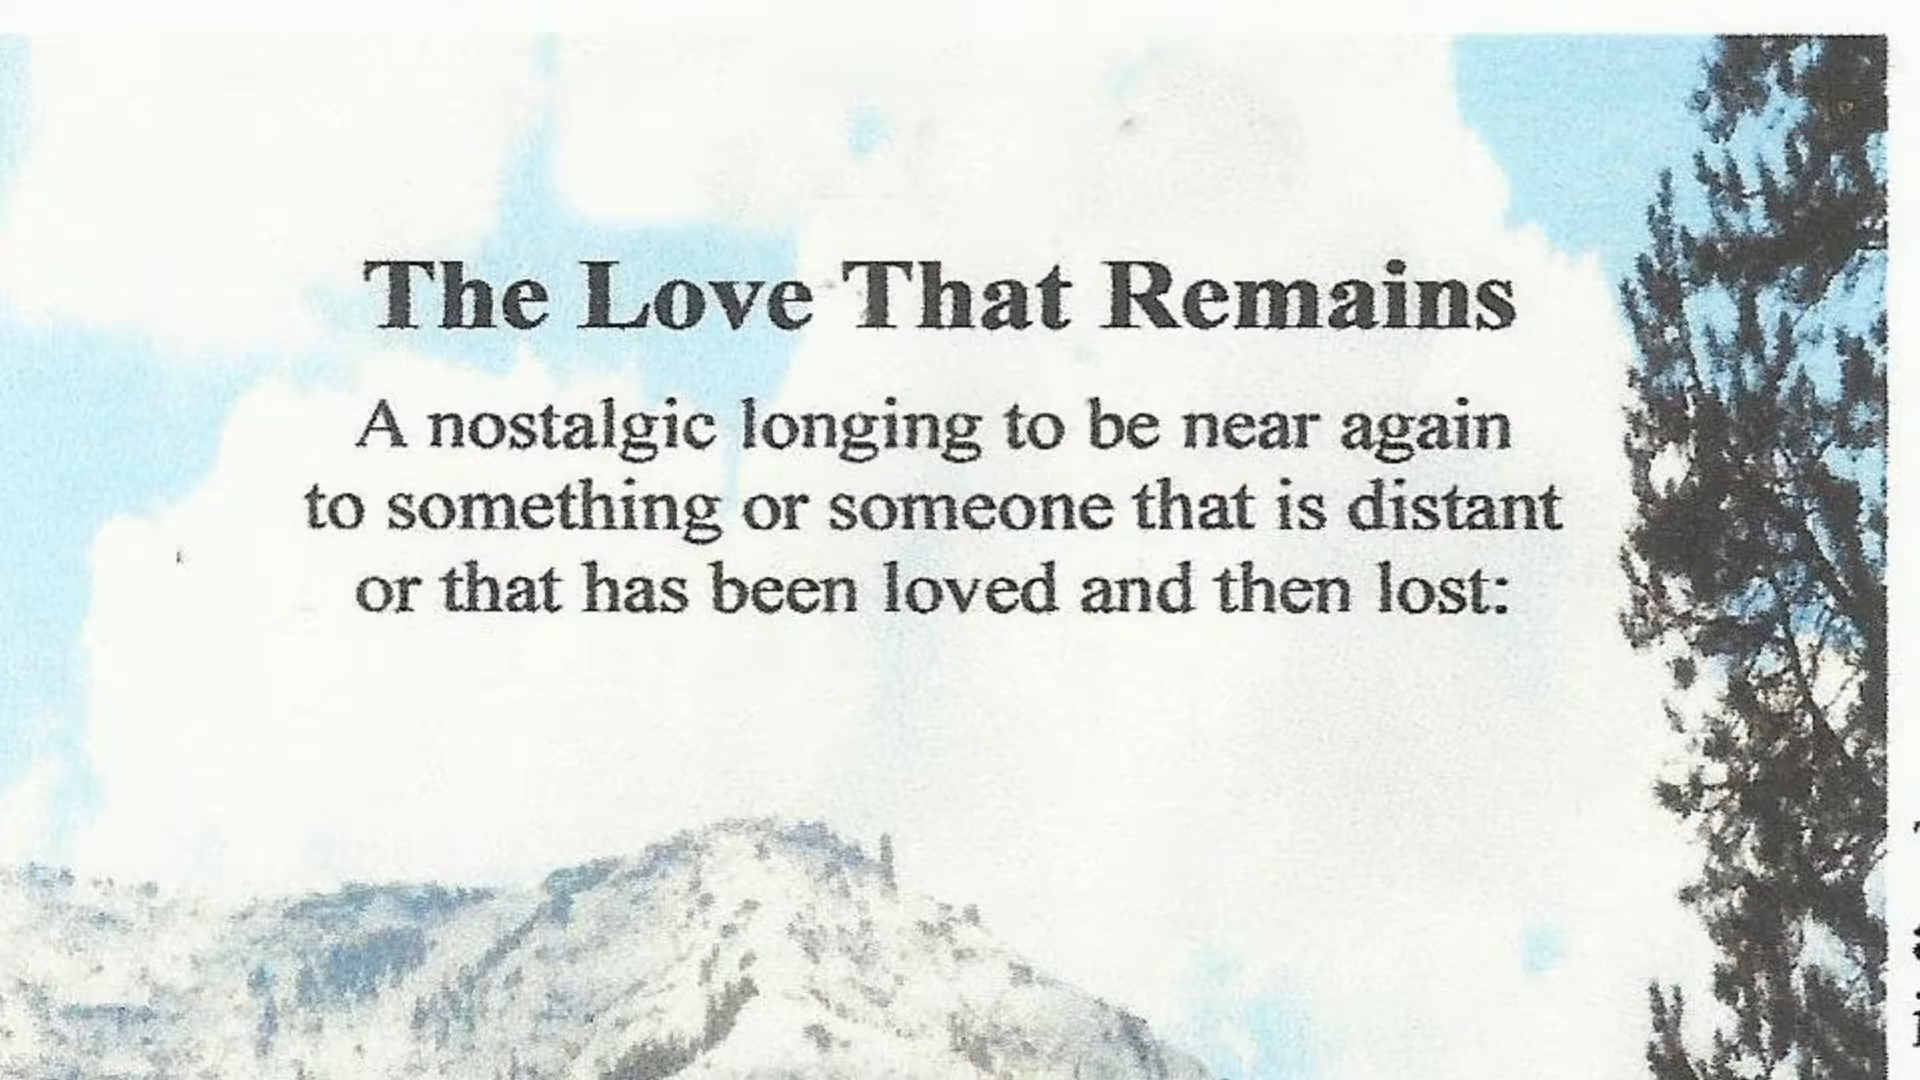 The Love That Remains
A nostalgic longing to be near again
to something or someone that is distant
or that has been loved and then lost: